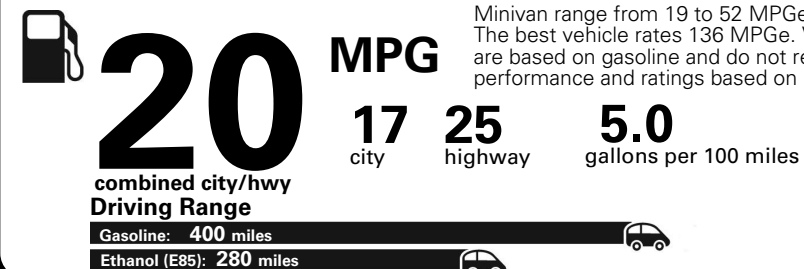 Minivan range from 19 to 52 MPGe
The best vehicle rates 136 MPGe.
are based on gasoline and do not
performance and ratings based on
20
MPG
17 25 5.0
city highway gallons per 100 miles
combined city/hwy
Driving Range
Gasoline: 400 miles
Ethanol (E85): 280 miles